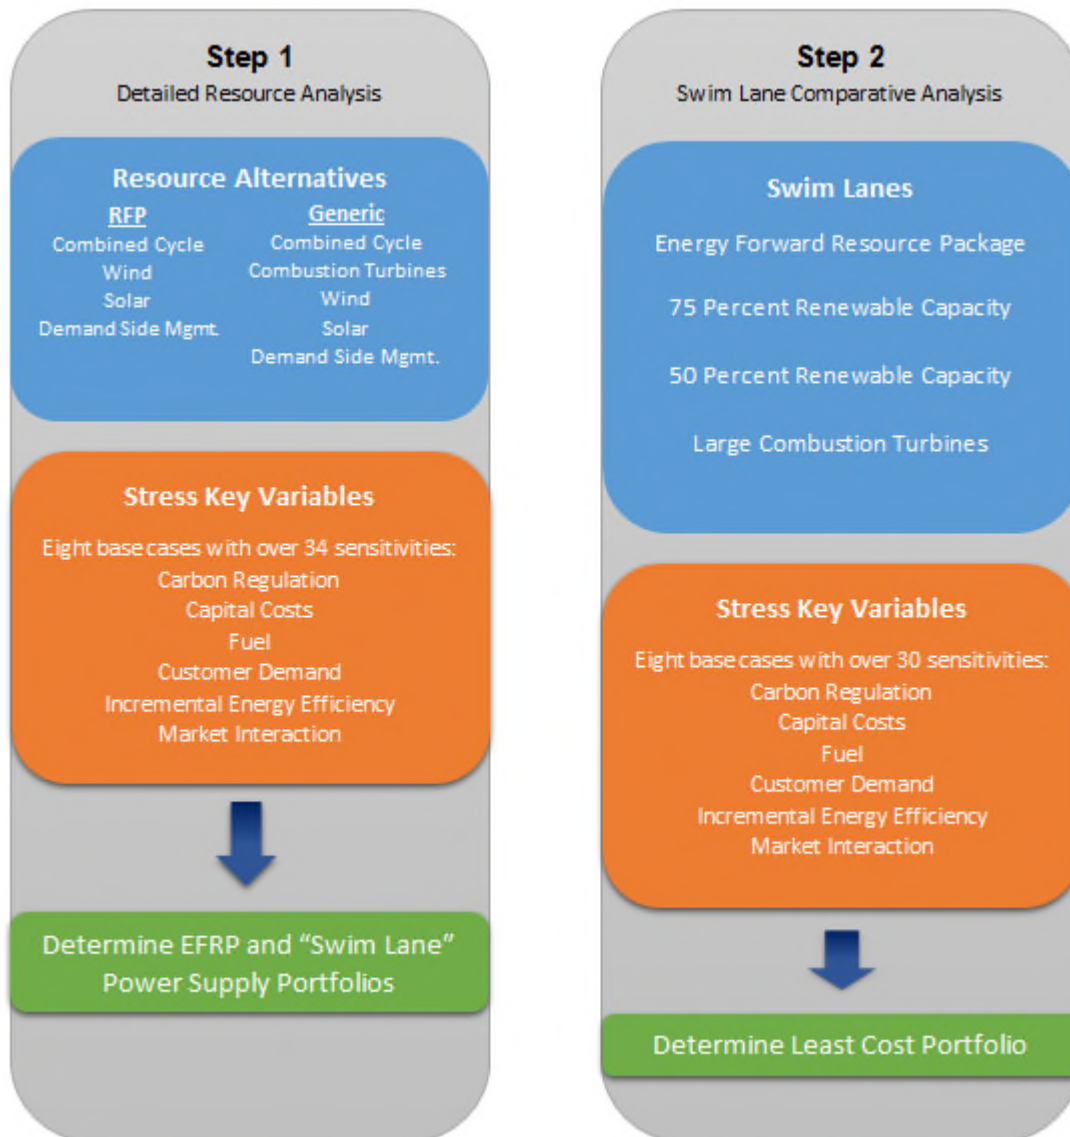 Step 1
Detailed Resource Analysis
Resource Alternatives
RFP
Combined Cycle
Wind
Solar
Demand Side Mgmt.
Generic
Combined Cycle
Combustion Turbines
Wind
Solar
Demand Side Mgmt.
Stress Key Variables
Eight base cases with over 34 sensitivities:
Carbon Regulation
Capital Costs
Fuel
Customer Demand
Incremental Energy Efficiency
Market Interaction
Determine EFRP and “Swim Lane”
Power Supply Portfolios
Step 2
Swim Lane Comparative Analysis
Swim Lanes
Energy Forward Resource Package
75 Percent Renewable Capacity
50 Percent Renewable Capacity
Large Combustion Turbines
Stress Key Variables
Eight base cases with over 30 sensitivities:
Carbon Regulation
Capital Costs
Fuel
Customer Demand
Incremental Energy Efficiency
Market Interaction
Determine Least Cost Portfolio